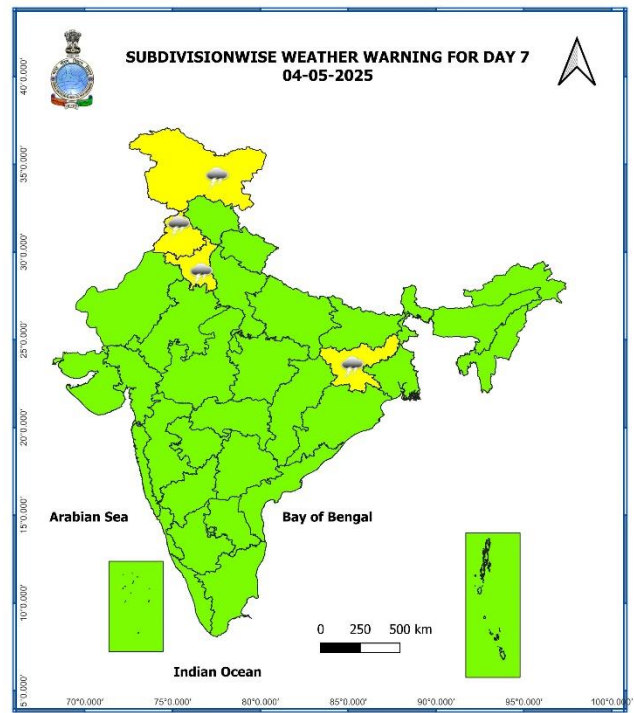 SUBDIVISIONWISE WEATHER WARNING FOR DAY 7
04-05-2025
40°0.000'
35°0.000'
30°0.000'
25°0.000'
20°0.000'
15°0.000'
10°0.000'
5°0.000'
Arabian Sea
Bay of Bengal
0 250 500 km
Indian Ocean
70°0.000' 75°0.000' 80°0.000' 85°0.000' 90°0.000' 95°0.000' 100°0.000'